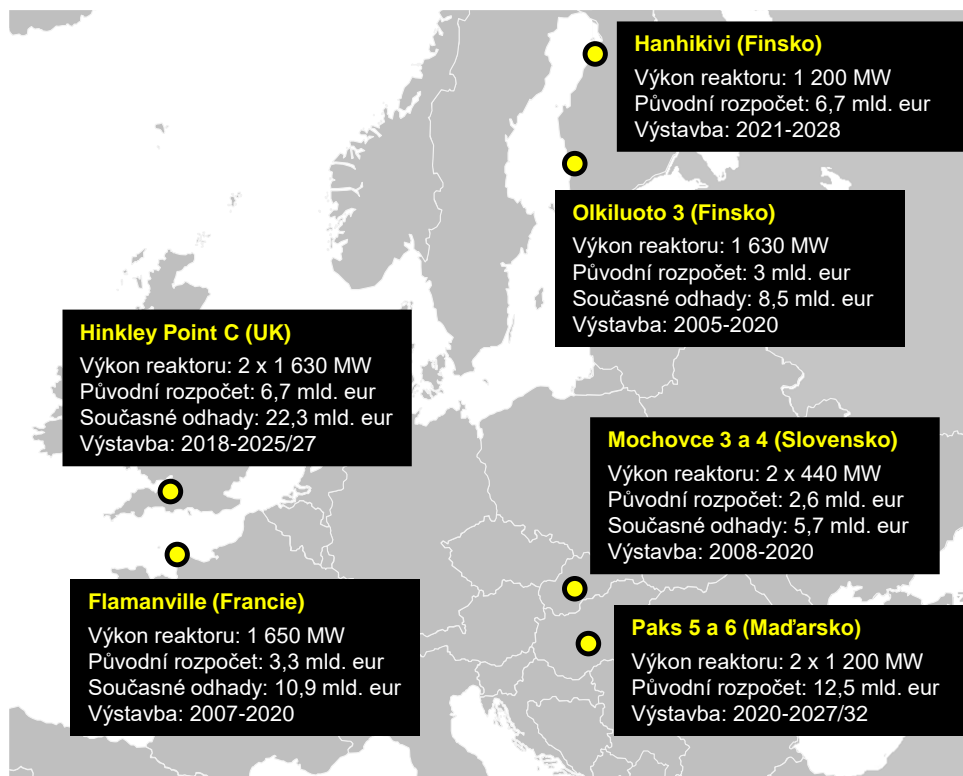 Hanhikivi (Finsko)
Výkon reaktoru: 1 200 MW
Původní rozpočet: 6,7 mld. eur
Výstavba: 2021-2028
Olkiluoto 3 (Finsko)
Výkon reaktoru: 1 630 MW
Původní rozpočet: 3 mld. eur
Současné odhady: 8,5 mld. eur
Výstavba: 2005-2020
Hinkley Point C (UK)
Výkon reaktoru: 2 x 1 630 MW
Původní rozpočet: 6,7 mld. eur
Současné odhady: 22,3 mld. eur
Výstavba: 2018-2025/27
Mochovce 3 a 4 (Slovensko)
Výkon reaktoru: 2 x 440 MW
Původní rozpočet: 2,6 mld. eur
Současné odhady: 5,7 mld. eur
Výstavba: 2008-2020
Flamanville (Francie)
Výkon reaktoru: 1 650 MW
Původní rozpočet: 3,3 mld. eur
Současné odhady: 10,9 mld. eur
Výstavba: 2007-2020
Paks 5 a 6 (Maďarsko)
Výkon reaktoru: 2 x 1 200 MW
Původní rozpočet: 12,5 mld. eur
Výstavba: 2020-2027/32